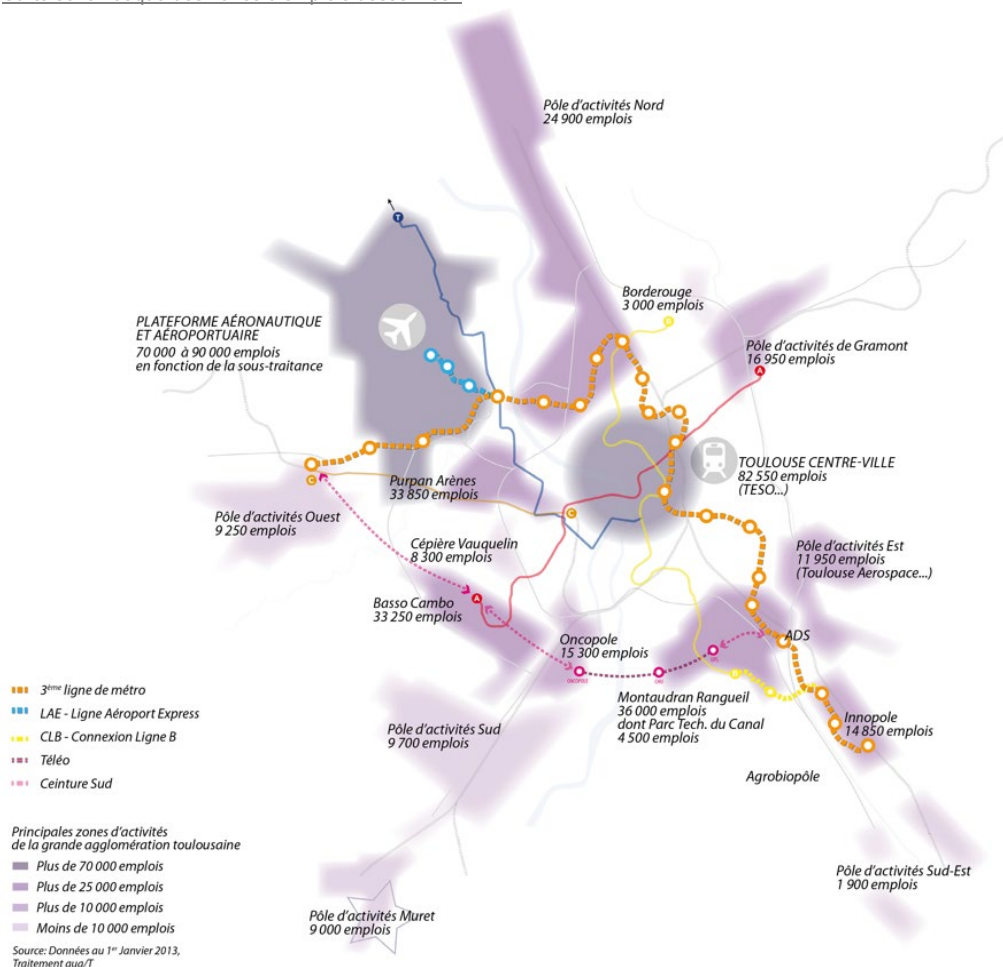 Pôle d'activités Nord
24 900 emplois
T
Borderouge
3 000 emplois
B
PLATEFORME AÉRONAUTIQUE
ET AÉROPORTUAIRE
70 000 à 90 000 emplois
en fonction de la sous-traitance
Pôle d'activités de Gramont
16 950 emplois
A
TOULOUSE CENTRE-VILLE
82 550 emplois
(TESO...)
Purpan Arènes
33 850 emplois
C
C
Pôle d'activités Ouest
9 250 emplois
Cépière Vauquelin
8 300 emplois
Pôle d'activités Est
11 950 emplois
(Toulouse Aerospace...)
Basso Cambo
33 250 emplois
A
ADS
Oncopole
15 300 emplois
ONCOPOLE
CHU
UPS
Montaudran Rangueil
36 000 emplois
dont Parc Tech. du Canal
4 500 emplois
Innopole
14 850 emplois
Pôle d'activités Sud
9 700 emplois
Agrobiopôle
Pôle d'activités Sud-Est
1 900 emplois
Pôle d'activités Muret
9 000 emplois
3ème ligne de métro
LAE - Ligne Aéroport Express
CLB - Connexion Ligne B
Téléo
Ceinture Sud
Principales zones d'activités
de la grande agglomération toulousaine
Plus de 70 000 emplois
Plus de 25 000 emplois
Plus de 10 000 emplois
Moins de 10 000 emplois
Source: Données au 1er Janvier 2013,
Traitement aua/T